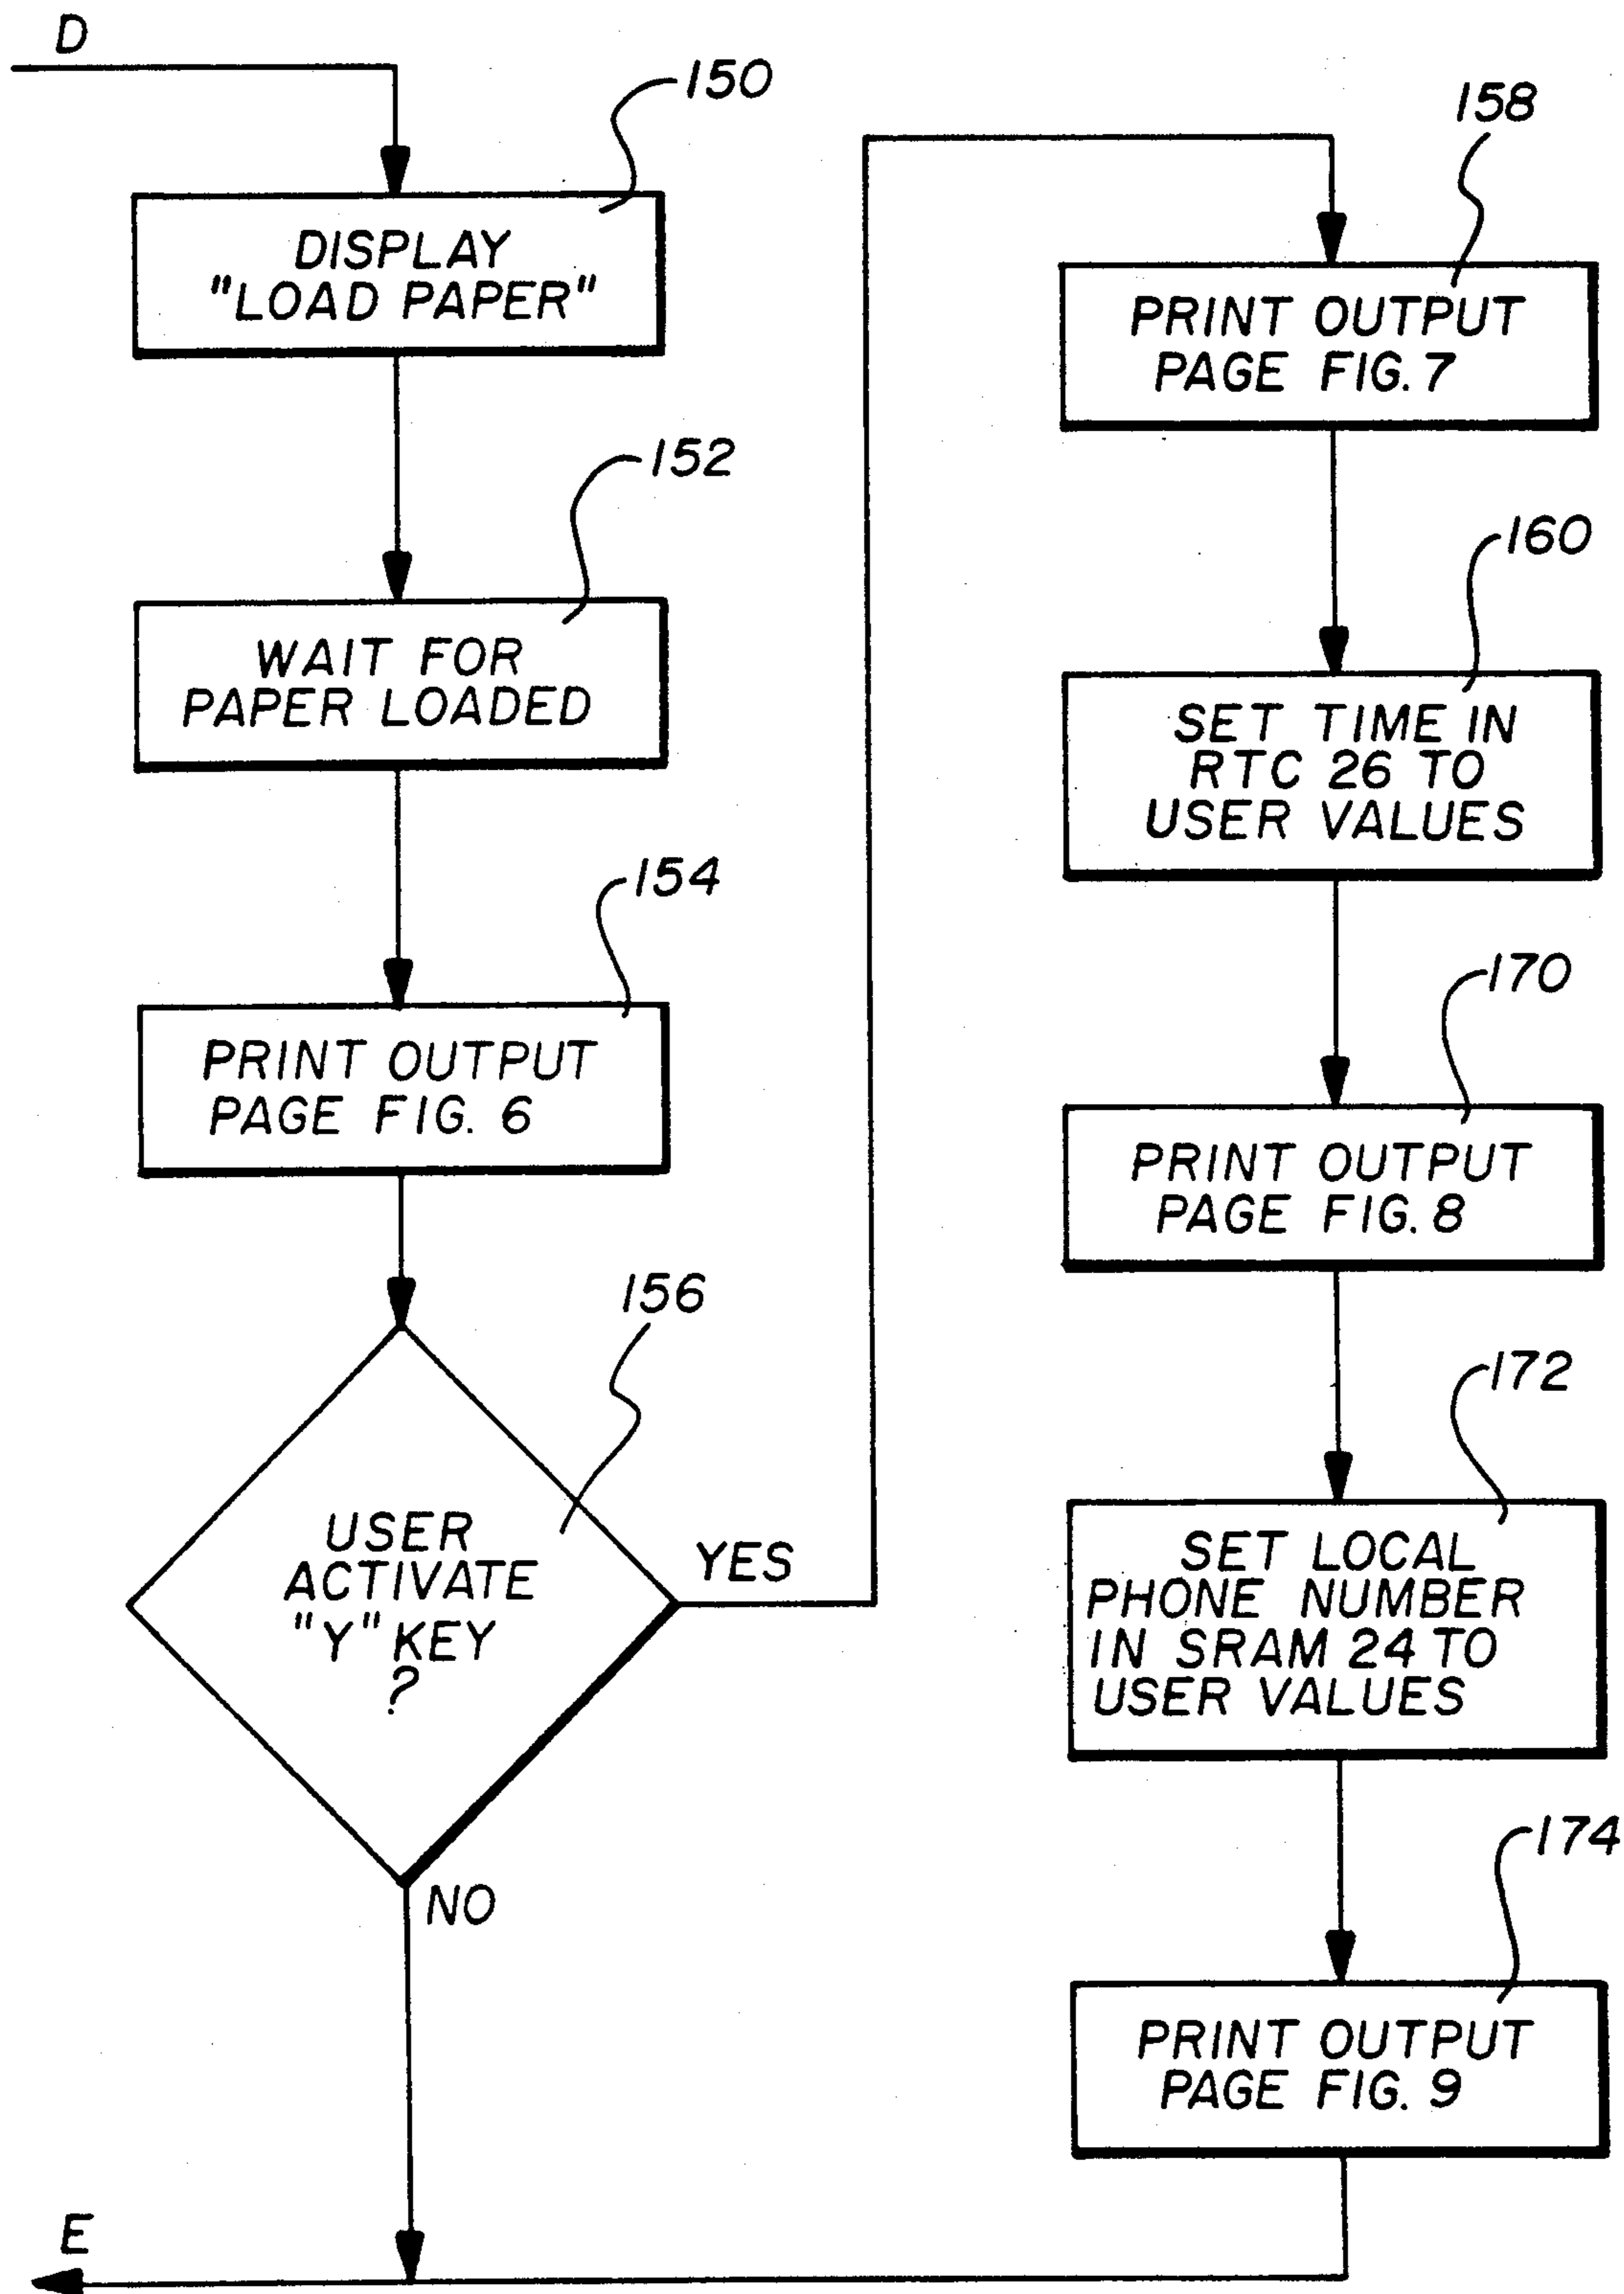 D
150
DISPLAY
"LOAD PAPER"
152
WAIT FOR
PAPER LOADED
154
PRINT OUTPUT
PAGE FIG. 6
156
USER
ACTIVATE
"Y" KEY
?
YES
NO
158
PRINT OUTPUT
PAGE FIG. 7
160
SET TIME IN
RTC 26 TO
USER VALUES
170
PRINT OUTPUT
PAGE FIG. 8
172
SET LOCAL
PHONE NUMBER
IN SRAM 24 TO
USER VALUES
174
PRINT OUTPUT
PAGE FIG. 9
E